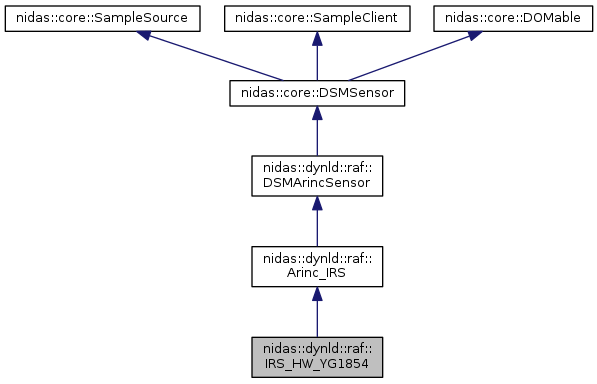 nidas::core::SampleSource
nidas::core::SampleClient
nidas::core::DOMable
nidas::core::DSMSensor
nidas::dynld::raf::
DSMArincSensor
nidas::dynld::raf::
Arinc_IRS
nidas::dynld::raf::
IRS_HW_YG1854